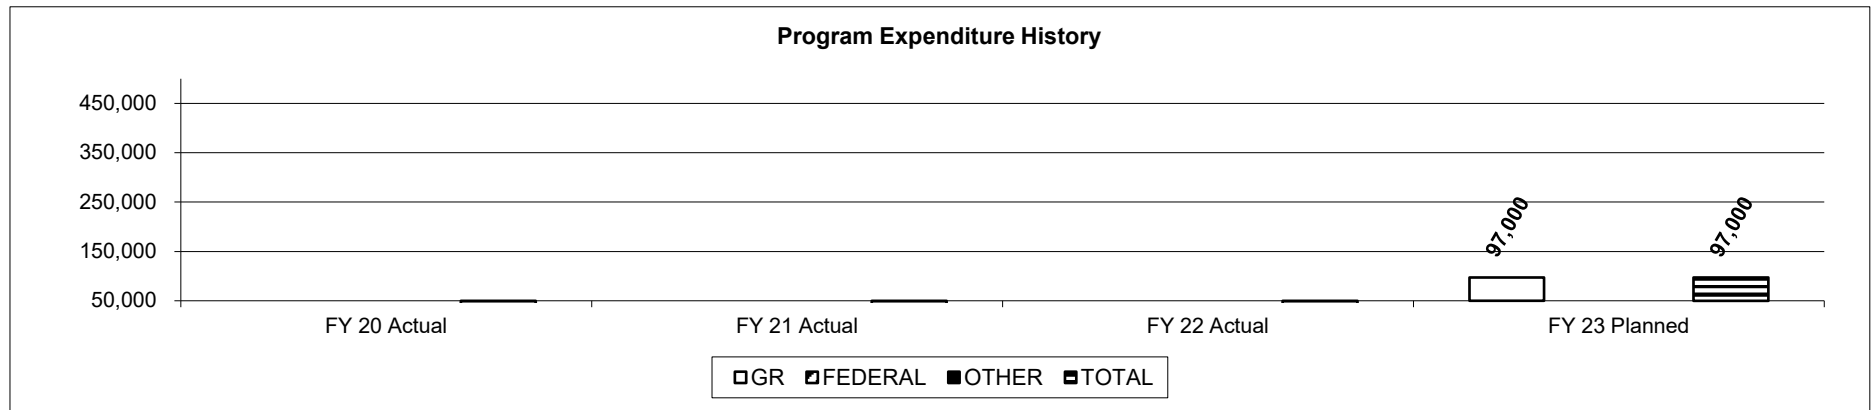 Program Expenditure History
450,000
350,000
250,000
150,000
50,000
97,000
97,000
FY 20 Actual
FY 21 Actual
FY 22 Actual
FY 23 Planned
GR FEDERAL OTHER TOTAL